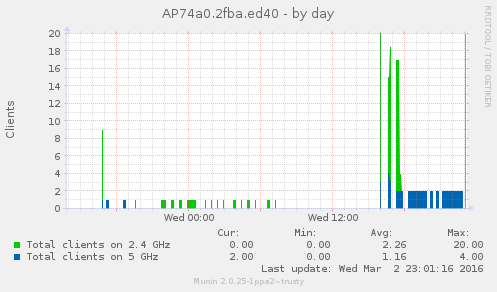 AP74a0.2fba.ed40 - by day
RRDTOOL / TOBI OETIKER
Clients
20
18
16
14
12
10
8
6
4
2
0
Wed 00:00 Wed 12:00
Cur: Min: Avg: Max:
Total clients on 2.4 GHz 0.00 0.00 2.26 20.00
Total clients on 5 GHz 2.00 0.00 1.16 4.00
Last update: Wed Mar 2 23:01:16 2016
Munin 2.0.25-1ppa2~trusty